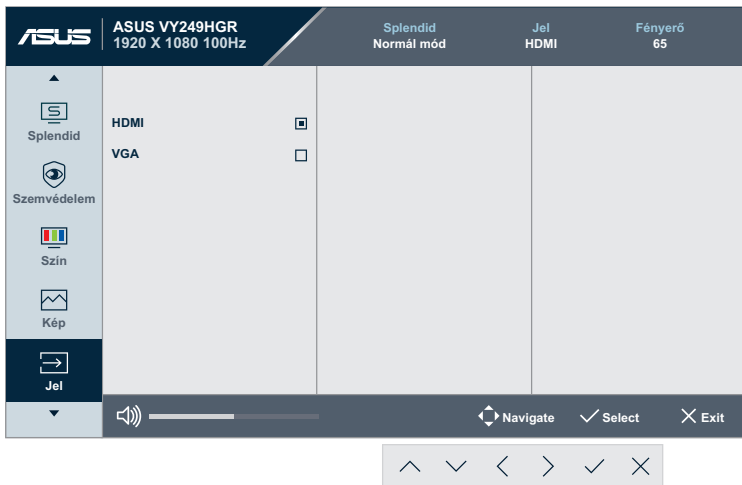 ASUS
ASUS VY249HGR
1920 X 1080 100Hz
Splendid
Normál mód
Jel
HDMI
Fényerő
65
Splendid
Szemvédelem
Szín
Kép
Jel
HDMI
VGA
Navigate
Select
Exit